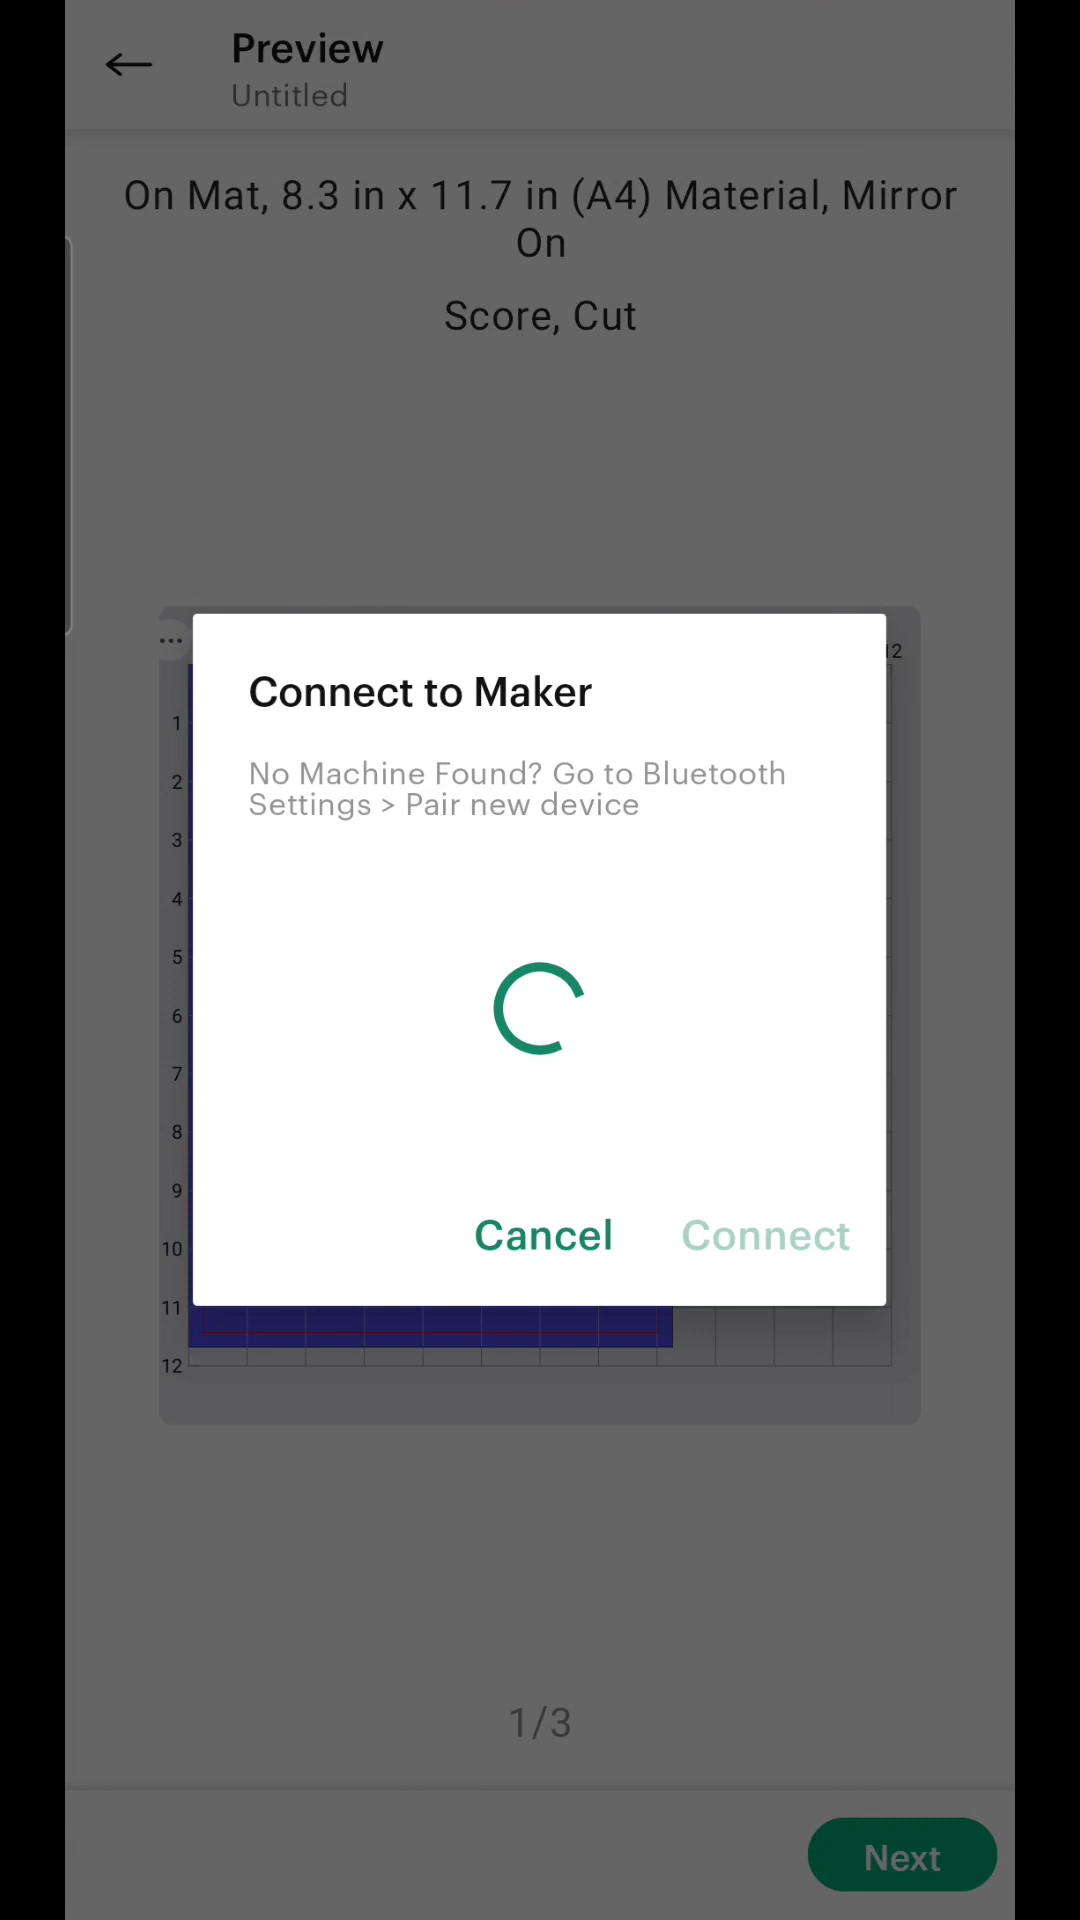 Preview
Untitled
On Mat, 8.3 in x 11.7 in (A4) Material, Mirror
On
Score, Cut
12
Connect to Maker
No Machine Found? Go to Bluetooth
Settings > Pair new device
1
2
3
4
5
6
7
8
9
10
11
12
Cancel Connect
1/3
Next